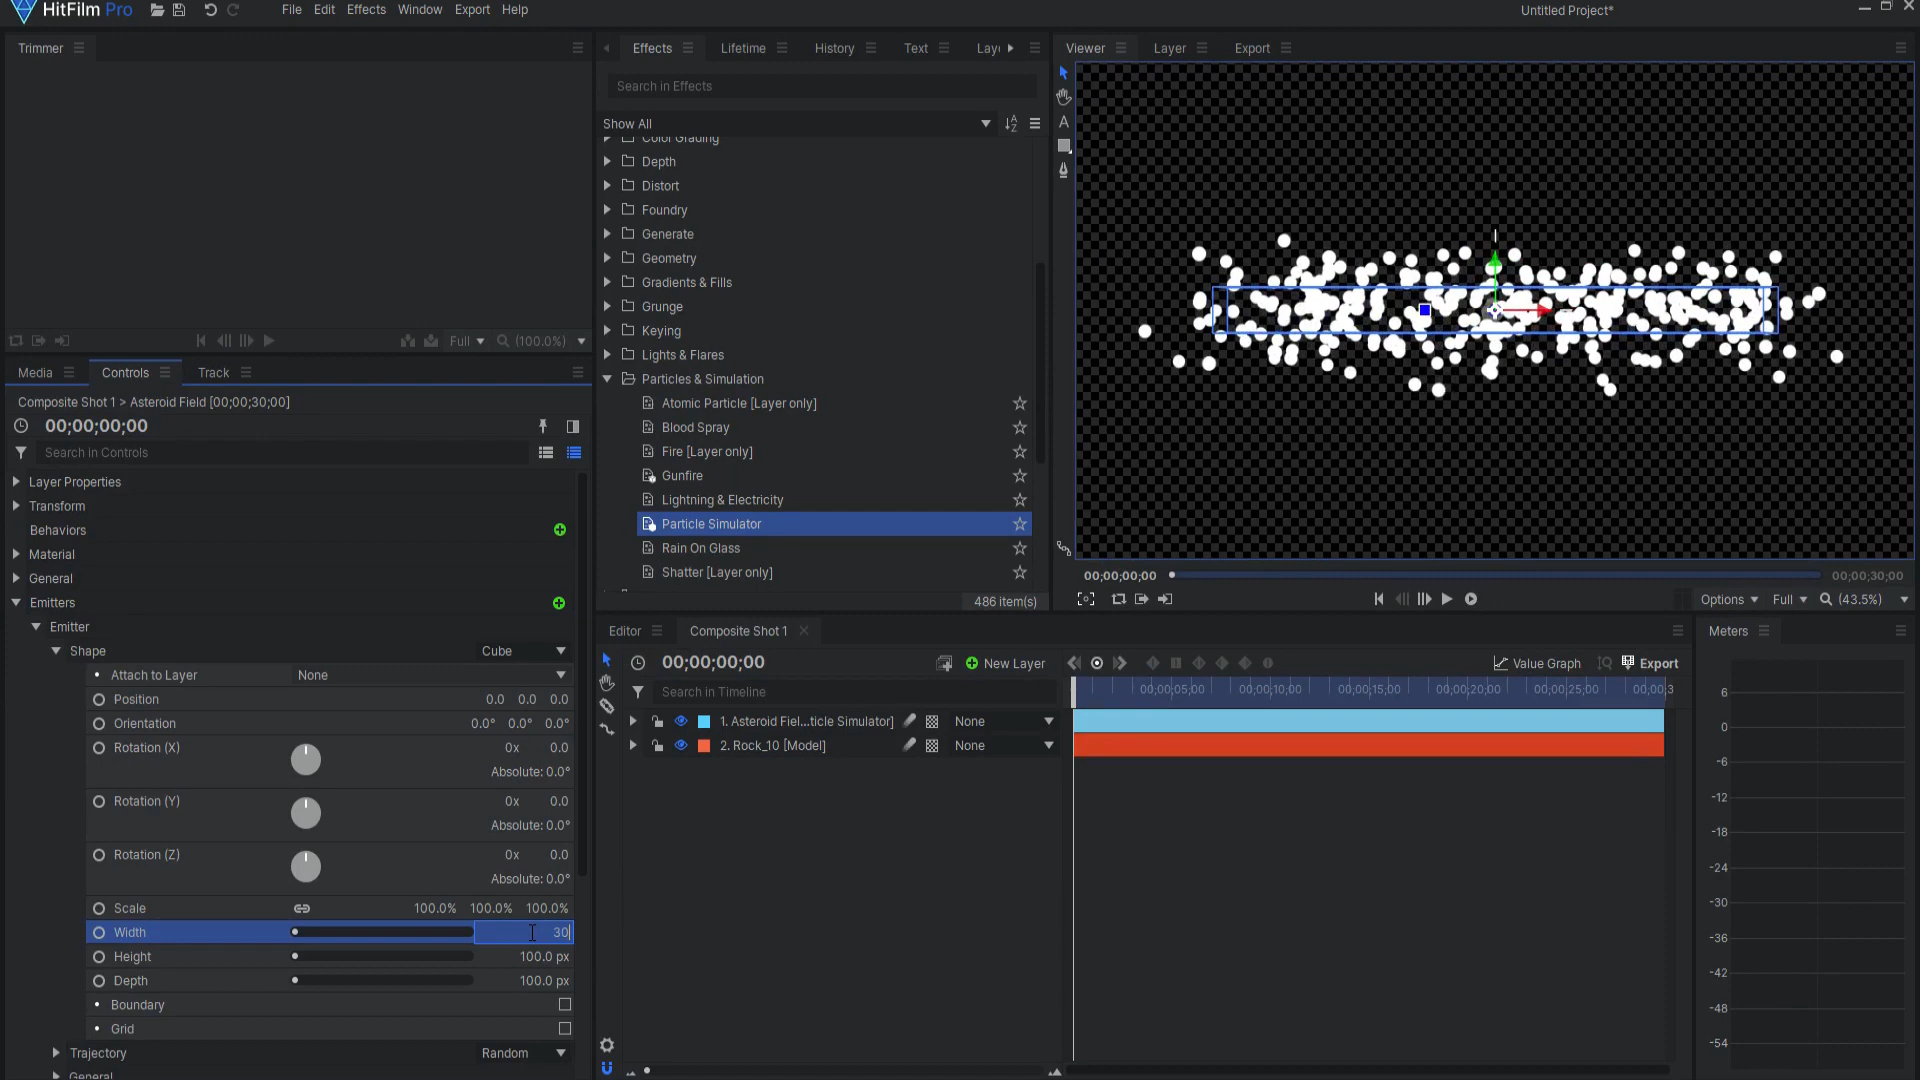 HitFilm Pro
File Edit Effects Window Export Help
Untitled Project*
Trimmer
Effects Lifetime History Text
Viewer Layer Export
Search in Effects
Show All
Color Grading
Depth
Distort
Foundry
Generate
Geometry
Gradients & Fills
Grunge
Keying
Lights & Flares
Particles & Simulation
Atomic Particle [Layer only]
Blood Spray
Fire [Layer only]
Gunfire
Lightning & Electricity
Particle Simulator
Rain On Glass
Shatter [Layer only]
486 item(s)
Full (100.0%)
Media Controls Track
Composite Shot 1 > Asteroid Field [00;00;30;00]
00;00;00;00
Search in Controls
Layer Properties
Transform
Behaviors
Material
General
Emitters
Emitter
Shape Cube
Attach to Layer None
Position 0.0 0.0 0.0
Orientation 0.0° 0.0° 0.0°
Rotation (X) 0x 0.0
Absolute: 0.0°
Rotation (Y) 0x 0.0
Absolute: 0.0°
Rotation (Z) 0x 0.0
Absolute: 0.0°
Scale 100.0% 100.0% 100.0%
Width 30
Height 100.0 px
Depth 100.0 px
Boundary
Grid
Trajectory Random
General
00;00;00;00 00;00;30;00
Options Full (43.5%)
Editor Composite Shot 1
00;00;00;00 New Layer Value Graph Export
Search in Timeline
00;00;05;00 00;00;10;00 00;00;15;00 00;00;20;00 00;00;25;00 00;00;3
1. Asteroid Fiel...ticle Simulator] None
2. Rock_10 [Model] None
Meters
6
0
-6
-12
-18
-24
-30
-36
-42
-48
-54